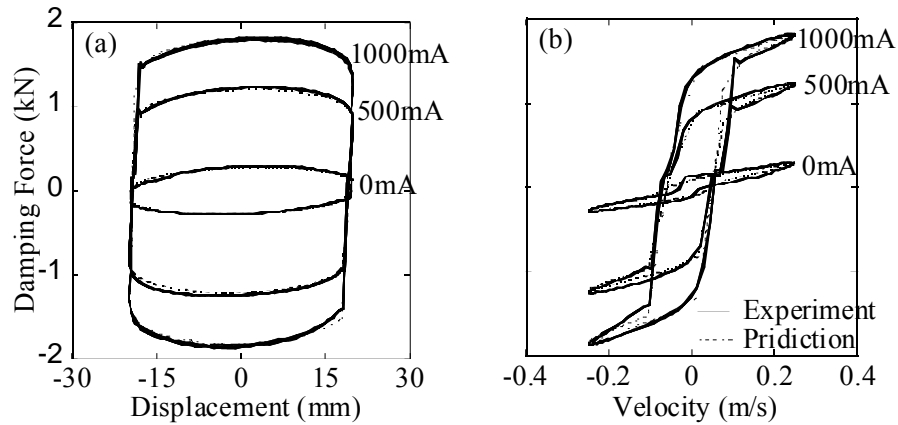 2
1
0
-1
-2
Damping Force (kN)
(a)
1000mA
500mA
0mA
-30
-15
0
15
30
Displacement (mm)
(b)
1000mA
500mA
0mA
Experiment
Pridiction
-0.4
-0.2
0
0.2
0.4
Velocity (m/s)